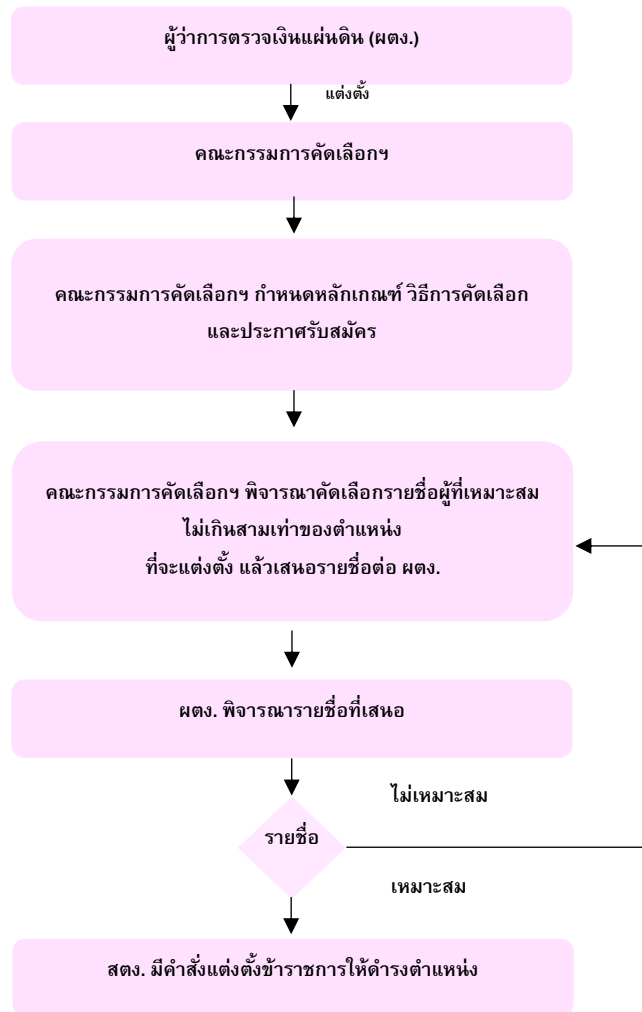 ผู้ว่าการตรวจเงินแผ่นดิน (ผตง.)
แต่งตั้ง
คณะกรรมการคัดเลือกฯ
คณะกรรมการคัดเลือกฯ กำหนดหลักเกณฑ์ วิธีการคัดเลือก
และประกาศรับสมัคร
คณะกรรมการคัดเลือกฯ พิจารณาคัดเลือกรายชื่อผู้ที่เหมาะสม
ไม่เกินสามเท่าของตำแหน่ง
ที่จะแต่งตั้ง แล้วเสนอรายชื่อต่อ ผตง.
ผตง. พิจารณารายชื่อที่เสนอ
ไม่เหมาะสม
รายชื่อ
เหมาะสม
สตง. มีคำสั่งแต่งตั้งข้าราชการให้ดำรงตำแหน่ง